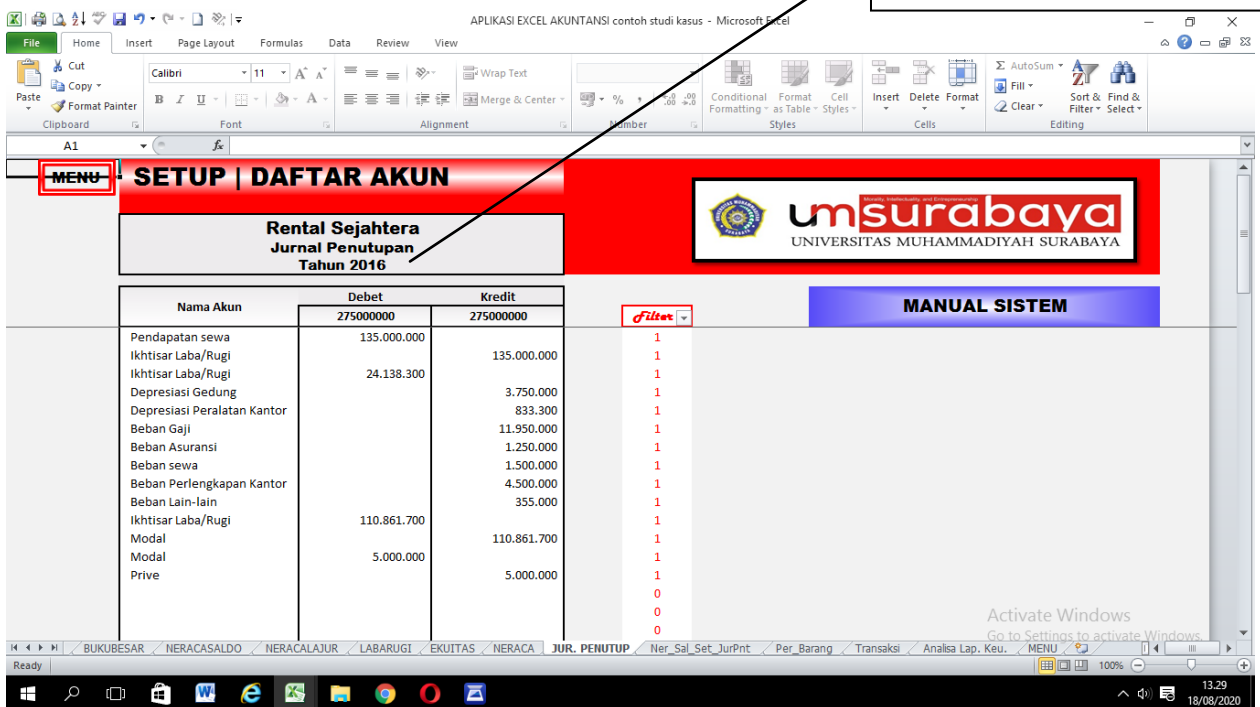 APLIKASI EXCEL AKUNTANSI contoh studi kasus - Microsoft Excel
File Home Insert Page Layout Formulas Data Review View
Cut
Copy
Format Painter
Paste
Clipboard
Calibri 11
B I U
Font
Wrap Text
Merge & Center
Alignment
% ,
Number
Conditional Formatting
Format as Table
Cell Styles
Styles
Insert Delete Format
Cells
Σ AutoSum
Fill
Clear
Sort & Filter
Find & Select
Editing
A1 fx
MENU SETUP | DAFTAR AKUN
Rental Sejahtera
Jurnal Penutupan
Tahun 2016
Morality, Intellectuality, and Entrepreneurship
umsurabaya
UNIVERSITAS MUHAMMADIYAH SURABAYA
Nama Akun Debet Kredit
275000000 275000000
Filter
MANUAL SISTEM
Pendapatan sewa 135.000.000 1
Ikhtisar Laba/Rugi 135.000.000 1
Ikhtisar Laba/Rugi 24.138.300 1
Depresiasi Gedung 3.750.000 1
Depresiasi Peralatan Kantor 833.300 1
Beban Gaji 11.950.000 1
Beban Asuransi 1.250.000 1
Beban sewa 1.500.000 1
Beban Perlengkapan Kantor 4.500.000 1
Beban Lain-lain 355.000 1
Ikhtisar Laba/Rugi 110.861.700 1
Modal 110.861.700 1
Modal 5.000.000 1
Prive 5.000.000 1
0
0
0
Activate Windows
Go to Settings to activate Windows.
BUKUBESAR NERACASALDO NERACALAJUR LABARUGI EKUITAS NERACA JUR. PENUTUP Ner_Sal_Set_JurPnt Per_Barang Transaksi Analisa Lap. Keu. MENU
Ready 100%
13.29
18/08/2020